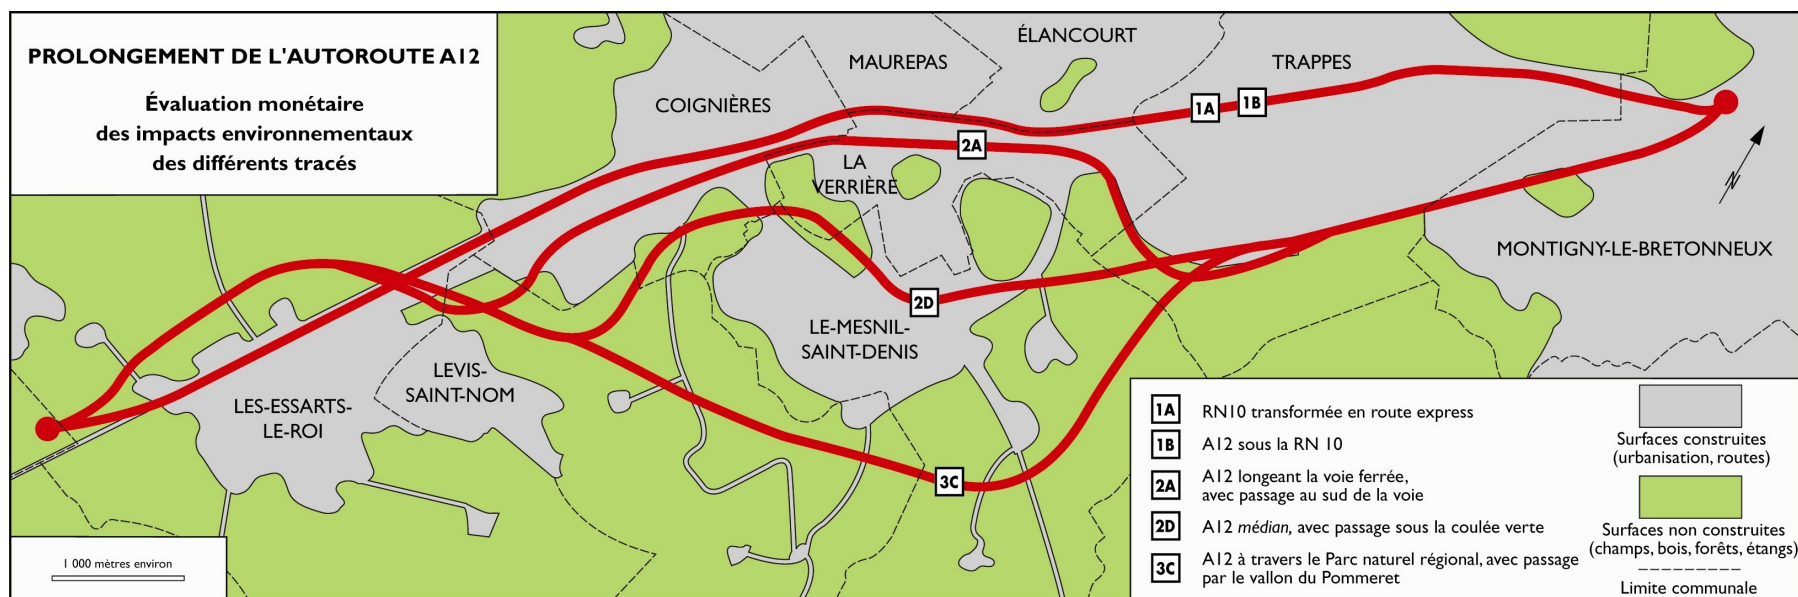 PROLONGEMENT DE L'AUTOROUTE A12
Évaluation monétaire
des impacts environnementaux
des différents tracés
ÉLANCOURT
MAUREPAS
TRAPPES
COIGNIÈRES
1A
1B
2A
LA
VERRIÈRE
MONTIGNY-LE-BRETONNEUX
N
2D
LE-MESNIL-
SAINT-DENIS
LEVIS-
SAINT-NOM
LES-ESSARTS-
LE-ROI
3C
1 000 mètres environ
1A RN10 transformée en route express
1B A12 sous la RN 10
2A A12 longeant la voie ferrée,
avec passage au sud de la voie
2D A12 médian, avec passage sous la coulée verte
3C A12 à travers le Parc naturel régional, avec passage
par le vallon du Pommeret
Surfaces construites
(urbanisation, routes)
Surfaces non construites
(champs, bois, forêts, étangs)
Limite communale